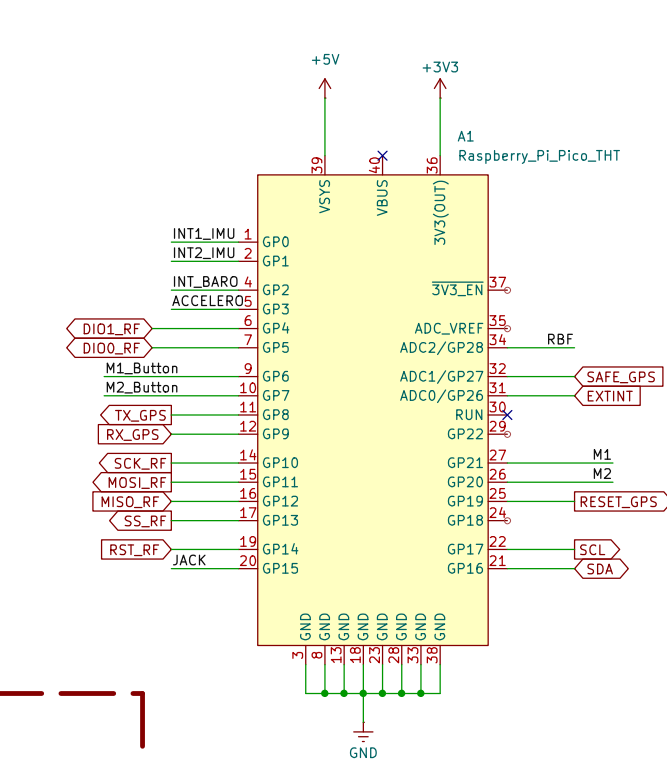 +5V
+3V3
A1
Raspberry_Pi_Pico_THT
39
40
36
VSYS
VBUS
3V3(OUT)
INT1_IMU 1 GP0
INT2_IMU 2 GP1
INT_BARO 4 GP2
3V3_EN 37
ACCELERO 5 GP3
DIO1_RF 6 GP4
ADC_VREF 35
DIO0_RF 7 GP5
ADC2/GP28 34 RBF
M1_Button 9 GP6
ADC1/GP27 32 SAFE_GPS
M2_Button 10 GP7
ADC0/GP26 31 EXTINT
TX_GPS 11 GP8
RUN 30
RX_GPS 12 GP9
GP22 29
SCK_RF 14 GP10
GP21 27 M1
MOSI_RF 15 GP11
GP20 26 M2
MISO_RF 16 GP12
GP19 25 RESET_GPS
SS_RF 17 GP13
GP18 24
RST_RF 19 GP14
GP17 22 SCL
JACK 20 GP15
GP16 21 SDA
GND GND GND GND GND GND GND GND
3 8 13 18 23 28 33 38
GND